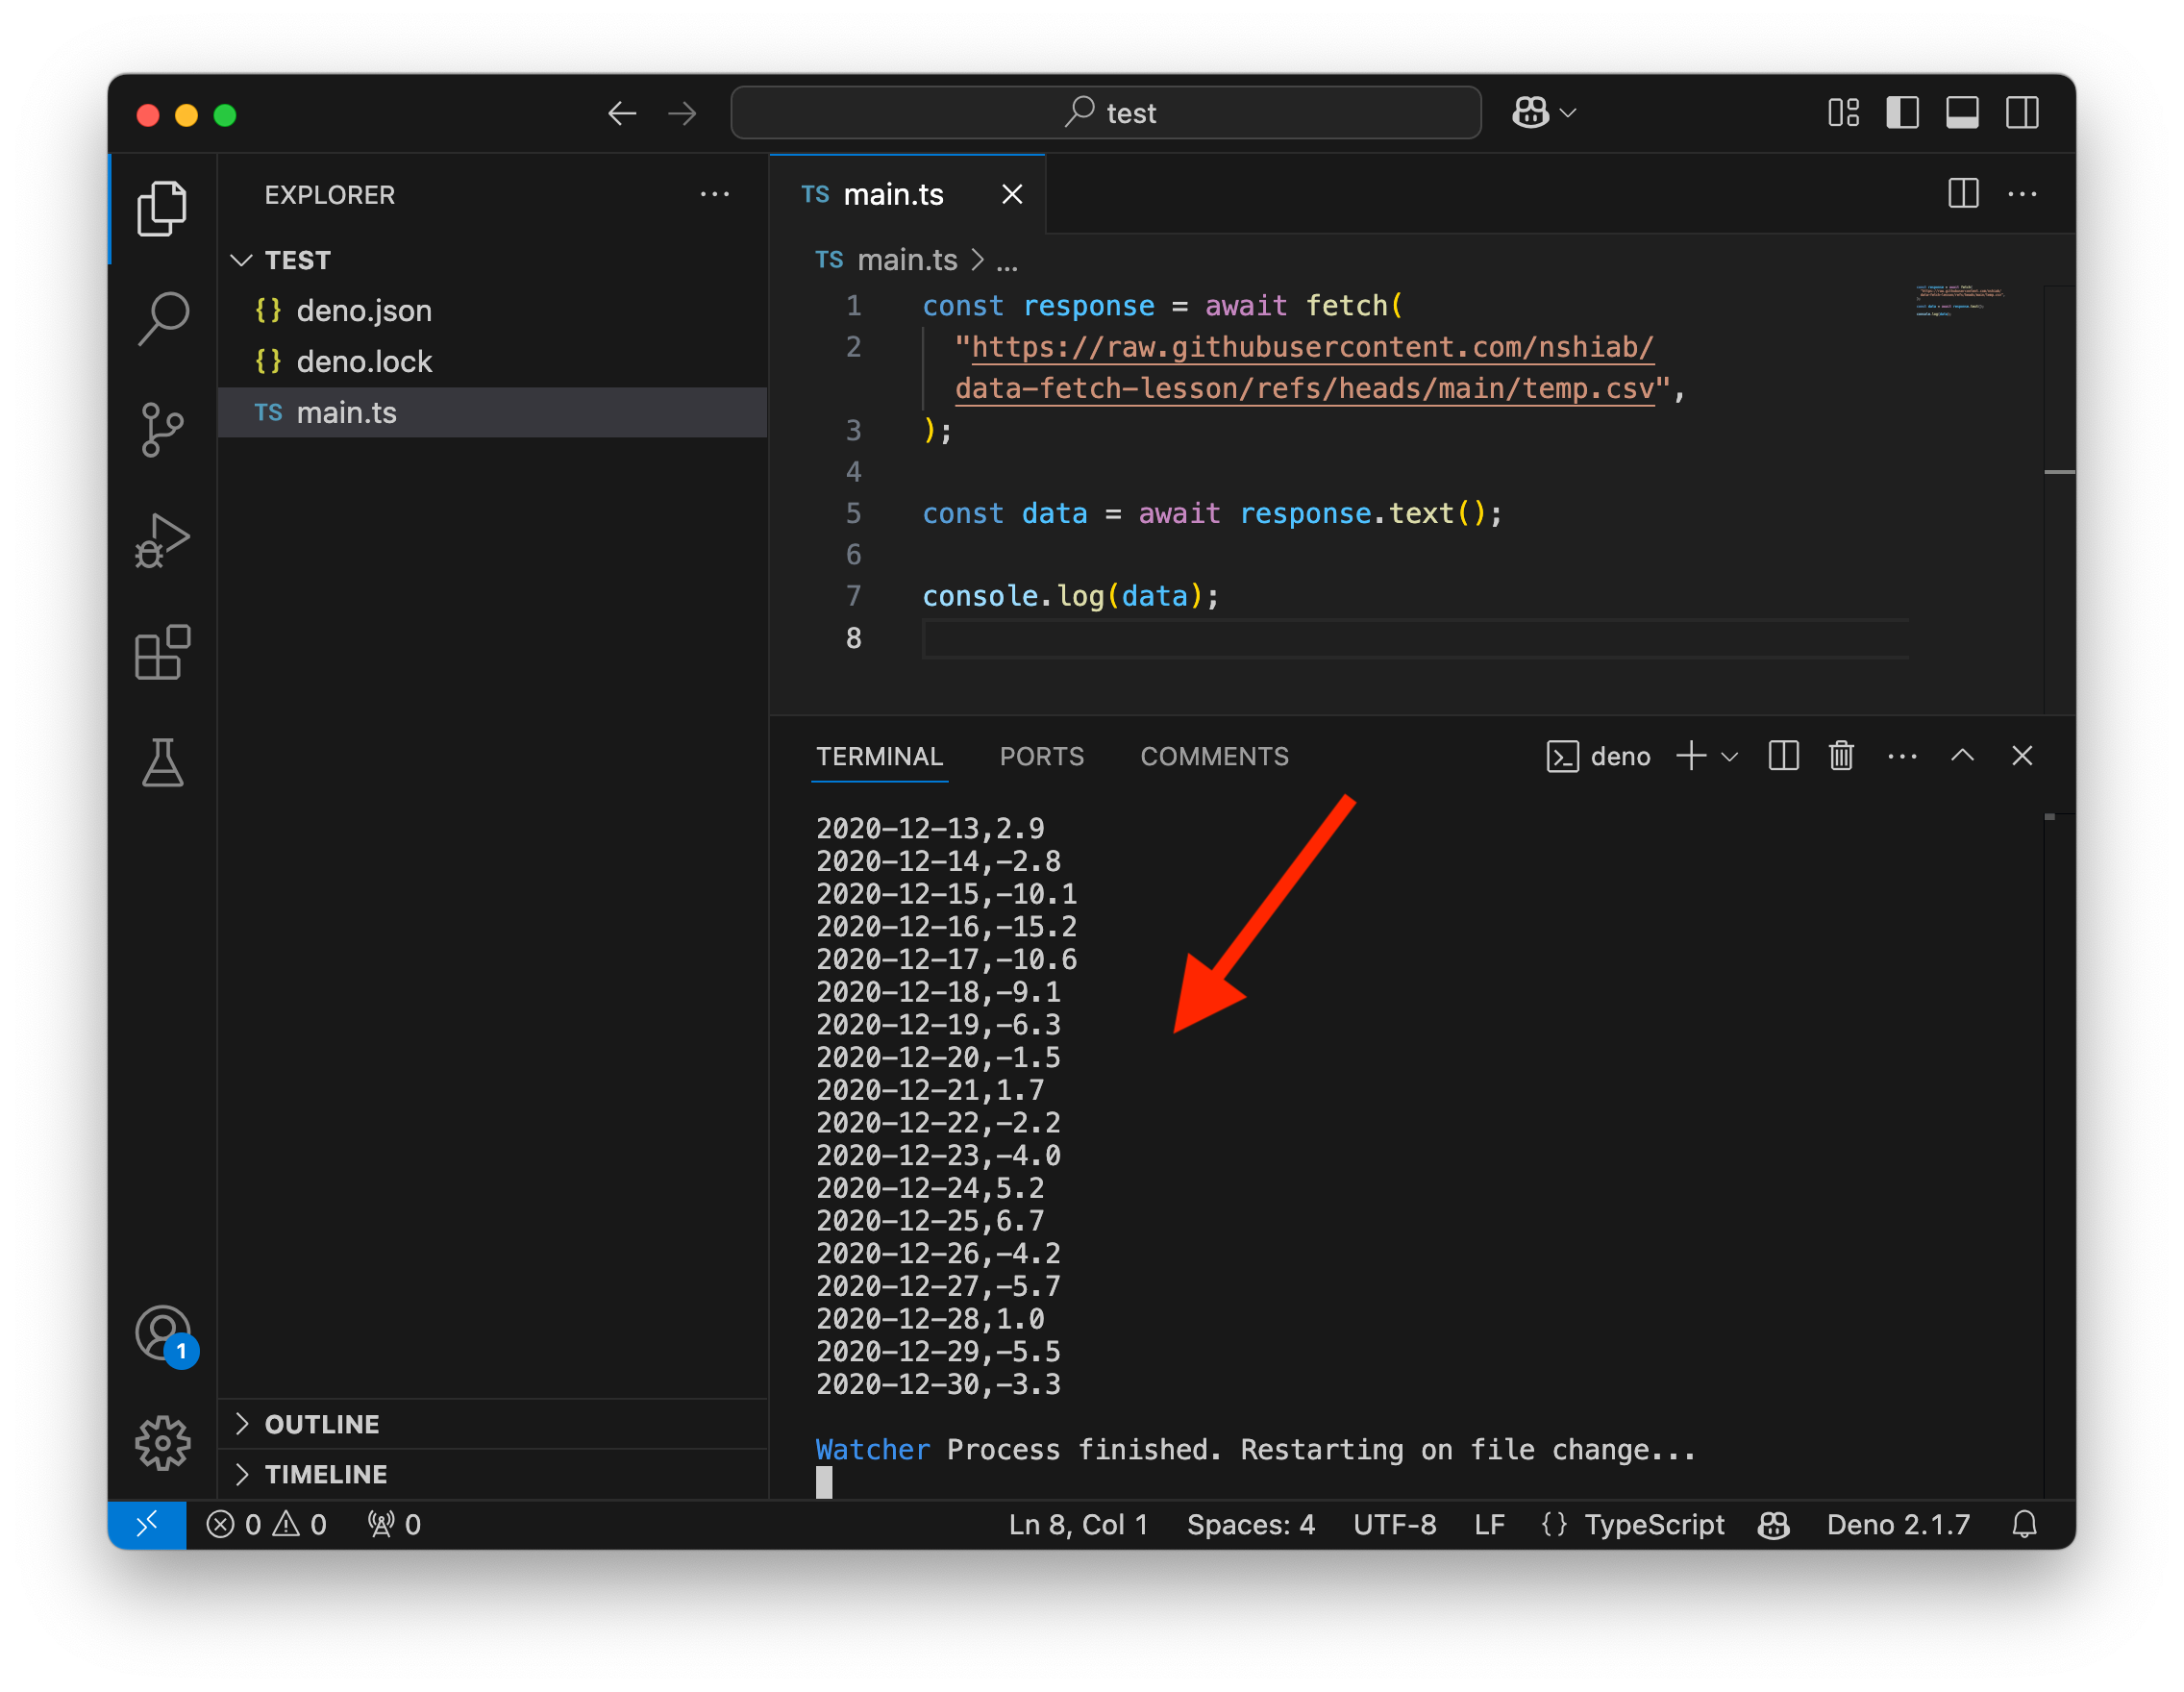 test
EXPLORER
TEST
{} deno.json
{} deno.lock
TS main.ts
OUTLINE
TIMELINE
1
TS main.ts
TS main.ts > ...
1 const response = await fetch(
2 "https://raw.githubusercontent.com/nshiab/
data-fetch-lesson/refs/heads/main/temp.csv",
3 );
4
5 const data = await response.text();
6
7 console.log(data);
8
TERMINAL PORTS COMMENTS deno
2020-12-13,2.9
2020-12-14,-2.8
2020-12-15,-10.1
2020-12-16,-15.2
2020-12-17,-10.6
2020-12-18,-9.1
2020-12-19,-6.3
2020-12-20,-1.5
2020-12-21,1.7
2020-12-22,-2.2
2020-12-23,-4.0
2020-12-24,5.2
2020-12-25,6.7
2020-12-26,-4.2
2020-12-27,-5.7
2020-12-28,1.0
2020-12-29,-5.5
2020-12-30,-3.3
Watcher Process finished. Restarting on file change...
0 0 0 Ln 8, Col 1 Spaces: 4 UTF-8 LF {} TypeScript Deno 2.1.7